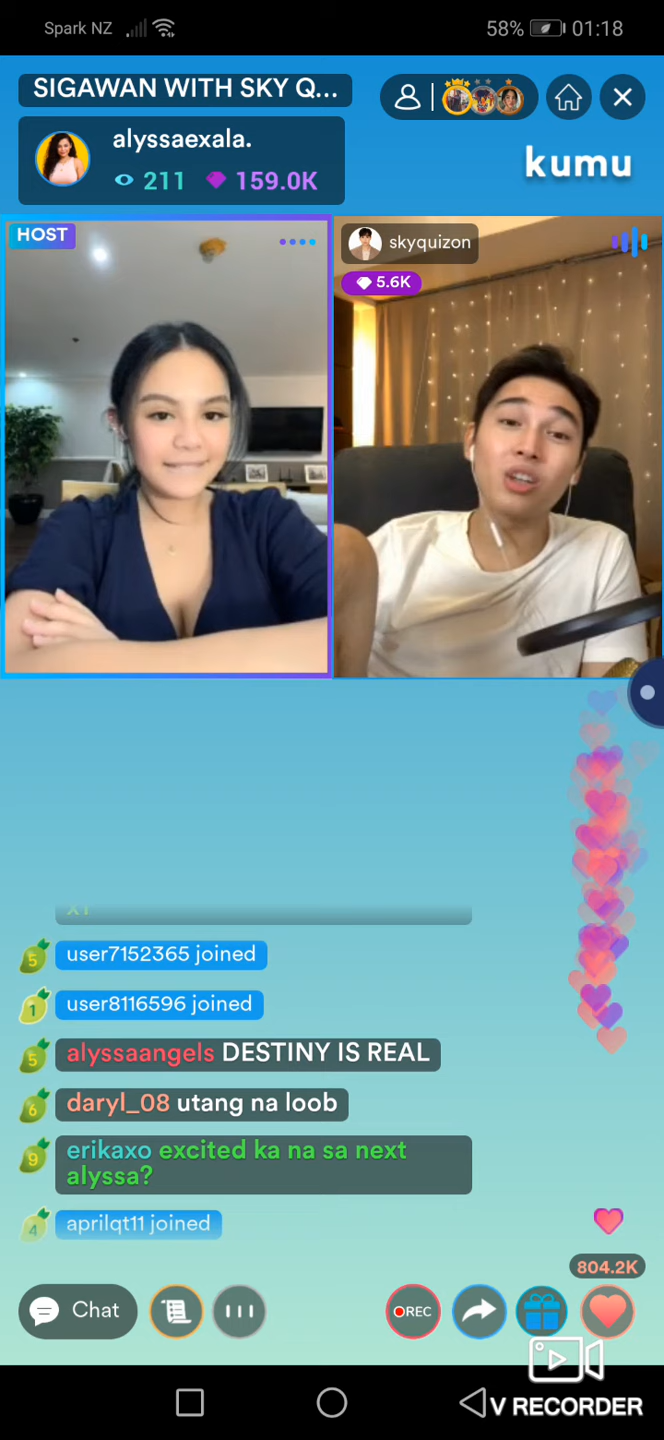 Spark NZ
58% 01:18
SIGAWAN WITH SKY Q...
alyssaexala.
211 159.0K
kumu
HOST
skyquizon
5.6K
X1
user7152365 joined
user8116596 joined
alyssaangels DESTINY IS REAL
daryl_08 utang na loob
erikaxo excited ka na sa next
alyssa?
aprilqt11 joined
5
1
5
6
9
4
804.2K
Chat
REC
V RECORDER